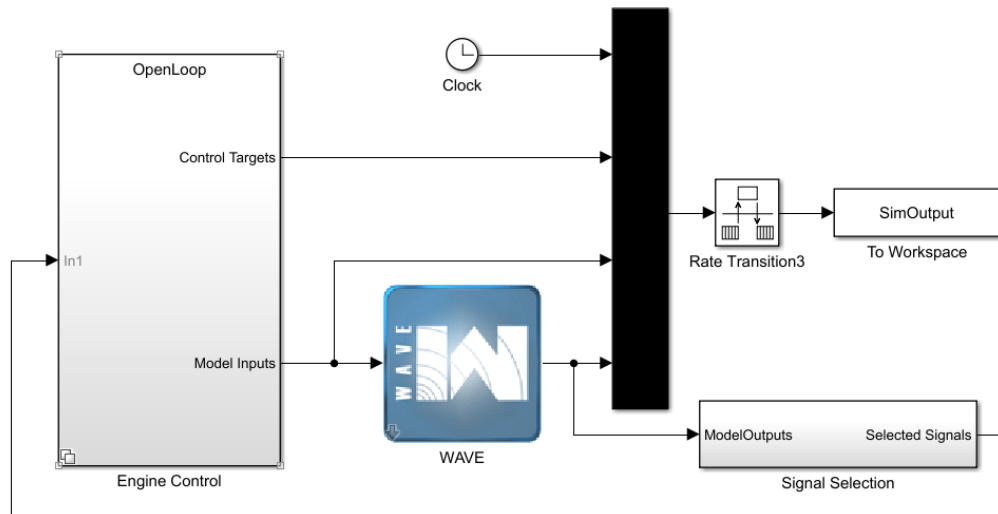 OpenLoop
Clock
Control Targets
SimOutput
Rate Transition3
To Workspace
In1
WAVE
W
Model Inputs
ModelOutputs
Selected Signals
WAVE
Engine Control
Signal Selection